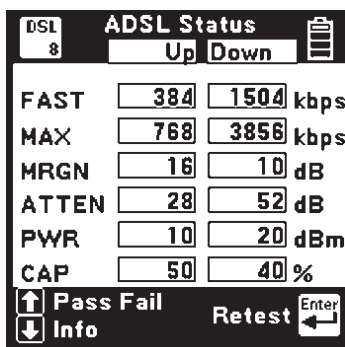 DSL ADSL Status
8 Up Down
FAST 384 1504 kbps
MAX 768 3856 kbps
MRGN 16 10 dB
ATTEN 28 52 dB
PWR 10 20 dBm
CAP 50 40 %
Pass Fail
Info Retest Enter